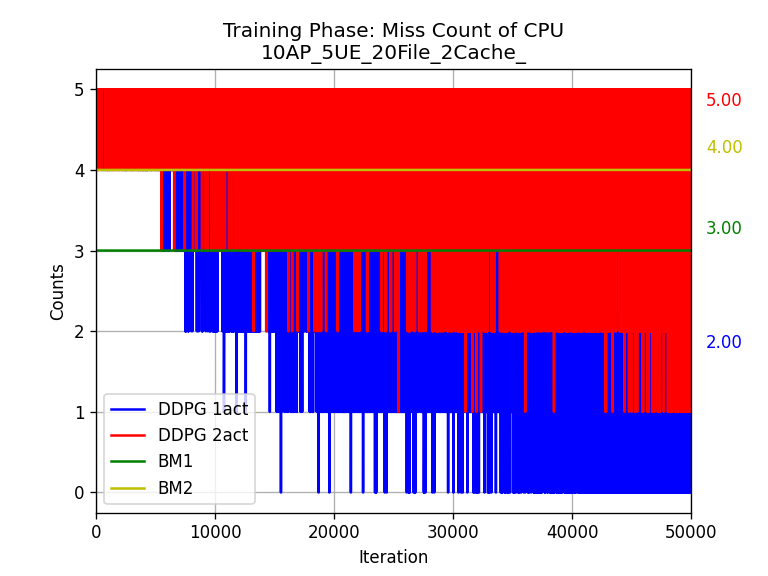 Training Phase: Miss Count of CPU
10AP_5UE_20File_2Cache_
5
4
3
2
1
0
Counts
5.00
4.00
3.00
2.00
DDPG 1act
DDPG 2act
BM1
BM2
0
10000
20000
30000
40000
50000
Iteration